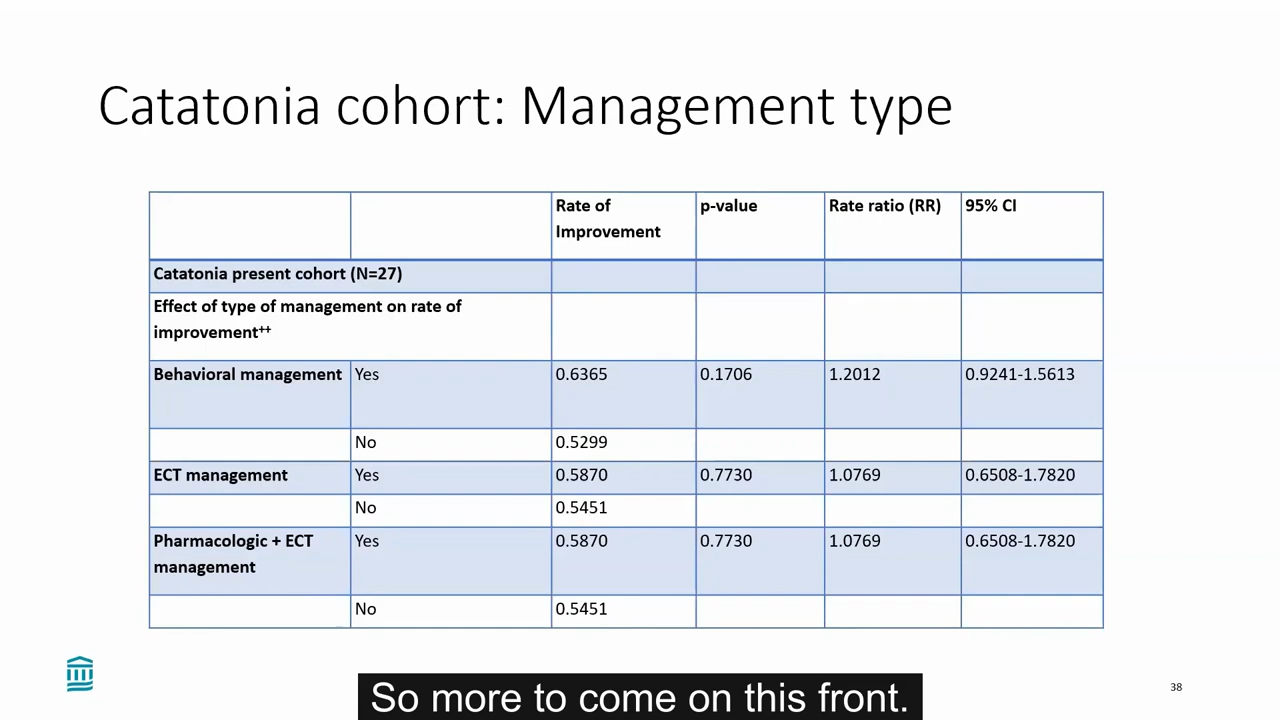 Catatonia cohort: Management type
Rate of Improvement p-value Rate ratio (RR) 95% CI
Catatonia present cohort (N=27)
Effect of type of management on rate of improvement++
Behavioral management Yes 0.6365 0.1706 1.2012 0.9241-1.5613
No 0.5299
ECT management Yes 0.5870 0.7730 1.0769 0.6508-1.7820
No 0.5451
Pharmacologic + ECT management Yes 0.5870 0.7730 1.0769 0.6508-1.7820
No 0.5451
38
So more to come on this front.